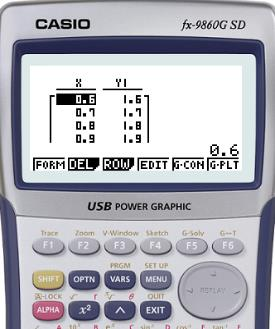 CASIO fx-9860G SD
X Y1
0.6 1.6
0.7 1.7
0.8 1.8
0.9 1.9
0.6
FORM DEL ROW EDIT G·CON G·PLT
USB POWER GRAPHIC
Trace Zoom V-Window Sketch G-Solv G↔T
F1 F2 F3 F4 F5 F6
PRGM SET UP
SHIFT OPTN VARS MENU
A-LOCK √ r θ QUIT
ALPHA x² ^ EXIT
REPLAY